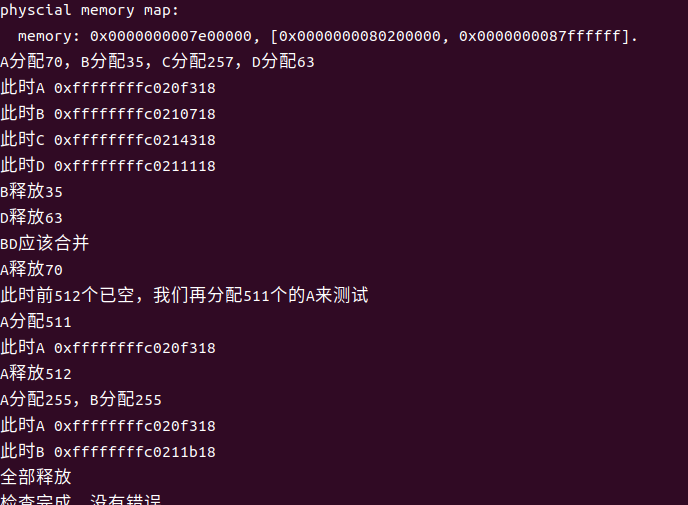 physcial memory map:
  memory: 0x0000000007e00000, [0x0000000080200000, 0x0000000087ffffff].
A分配70，B分配35，C分配257，D分配63
此时A 0xffffffffc020f318
此时B 0xffffffffc0210718
此时C 0xffffffffc0214318
此时D 0xffffffffc0211118
B释放35
D释放63
BD应该合并
A释放70
此时前512个已空，我们再分配511个的A来测试
A分配511
此时A 0xffffffffc020f318
A释放512
A分配255，B分配255
此时A 0xffffffffc020f318
此时B 0xffffffffc0211b18
全部释放
检查完成，没有错误